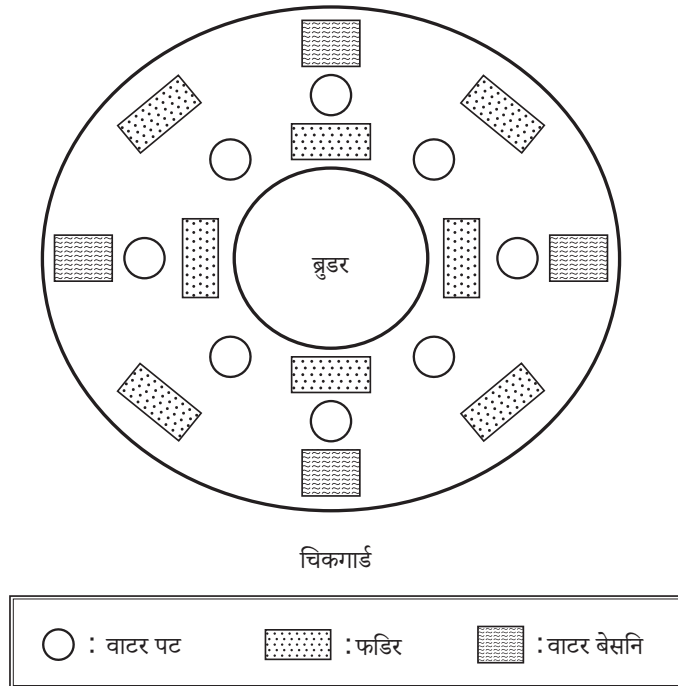 ब्रुडर
चिकगार्ड
: वाटर पट : फडिर : वाटर बेसनि